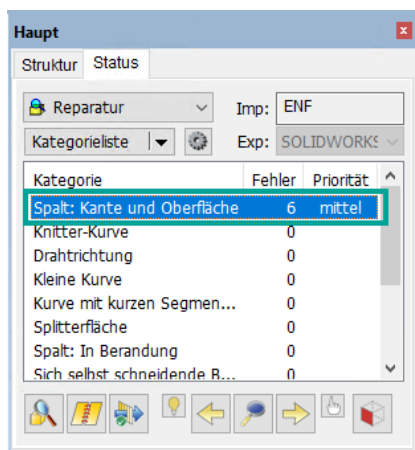 Haupt
Struktur Status
Reparatur Imp: ENF
Kategorieliste Exp: SOLIDWORKS
Kategorie Fehler Priorität
Spalt: Kante und Oberfläche 6 mittel
Knitter-Kurve 0
Drahtrichtung 0
Kleine Kurve 0
Kurve mit kurzen Segmen... 0
Splitterfläche 0
Spalt: In Berandung 0
Sich selbst schneidende B... 0